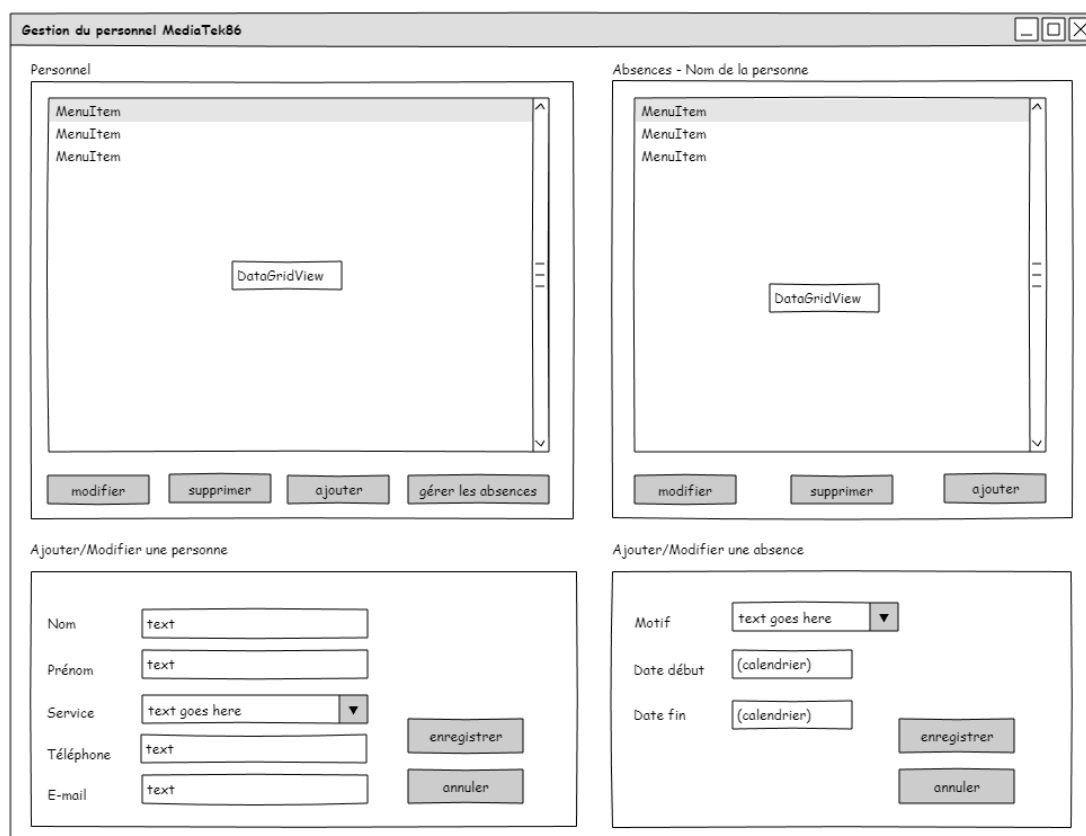 Gestion du personnel MediaTek86
Personnel
MenuItem
MenuItem
MenuItem
DataGridView
modifier
supprimer
ajouter
gérer les absences
Absences - Nom de la personne
MenuItem
MenuItem
MenuItem
DataGridView
modifier
supprimer
ajouter
Ajouter/Modifier une personne
Nom
text
Prénom
text
Service
text goes here
Téléphone
text
E-mail
text
enregistrer
annuler
Ajouter/Modifier une absence
Motif
text goes here
Date début
(calendrier)
Date fin
(calendrier)
enregistrer
annuler